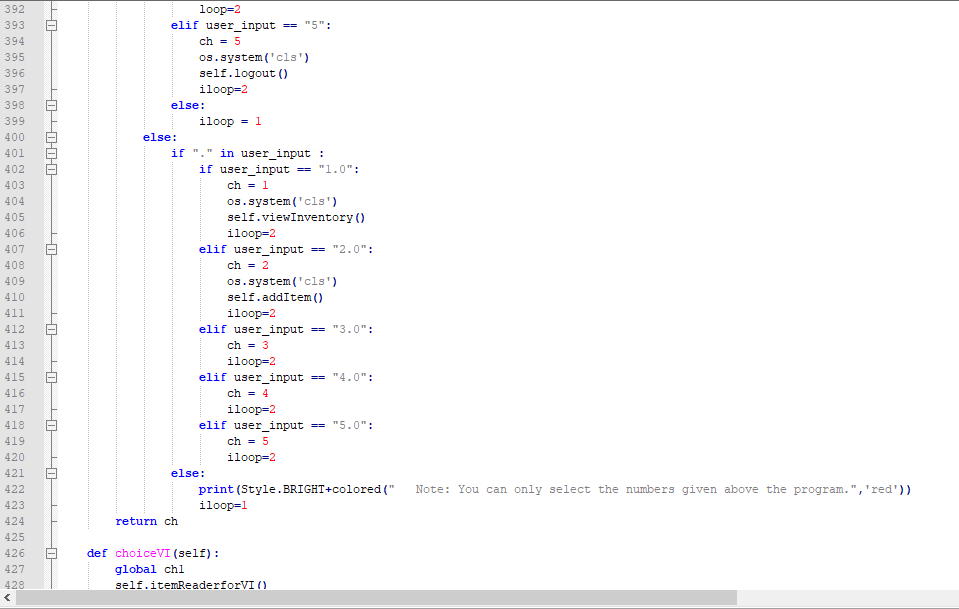 392 loop=2
393 elif user_input == "5":
394 ch = 5
395 os.system('cls')
396 self.logout()
397 iloop=2
398 else:
399 iloop = 1
400 else:
401 if "." in user_input :
402 if user_input == "1.0":
403 ch = 1
404 os.system('cls')
405 self.viewInventory()
406 iloop=2
407 elif user_input == "2.0":
408 ch = 2
409 os.system('cls')
410 self.addItem()
411 iloop=2
412 elif user_input == "3.0":
413 ch = 3
414 iloop=2
415 elif user_input == "4.0":
416 ch = 4
417 iloop=2
418 elif user_input == "5.0":
419 ch = 5
420 iloop=2
421 else:
422 print(Style.BRIGHT+colored("   Note: You can only select the numbers given above the program.",'red'))
423 iloop=1
424 return ch
425
426 def choiceVI(self):
427 global ch1
428 self.itemReaderforVI()